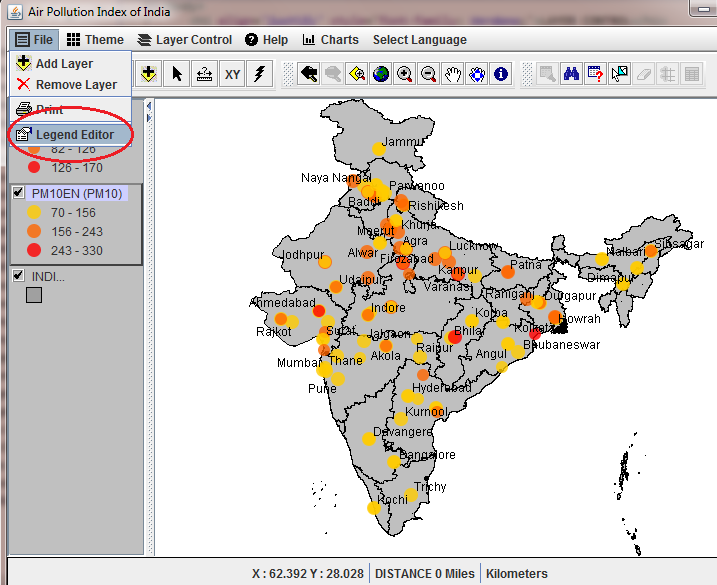 Air Pollution Index of India
File Theme Layer Control Help Charts Select Language
Add Layer
Remove Layer
Print
Legend Editor
XY
82 - 126
126 - 170
PM10EN (PM10)
70 - 156
156 - 243
243 - 330
INDI...
Jammu
Naya Nangal
Parwanoo
Baddi
Rishikesh
Khurja
Meerut
Agra
Alwar
Lucknow
Sibsagar
Nalbari
Jodhpur
Firozabad
Kanpur
Patna
Dimapur
Udaipur
Varanasi
Raniganj
Durgapur
Ahmedabad
Indore
Korba
Howrah
Kolkata
Rajkot
Surat
Jalgaon
Bhilai
Bhubaneswar
Raipur
Angul
Mumbai
Thane
Akola
Pune
Hyderabad
Kurnool
Davangere
Bangalore
Trichy
Kochi
X : 62.392 Y : 28.028 DISTANCE 0 Miles Kilometers